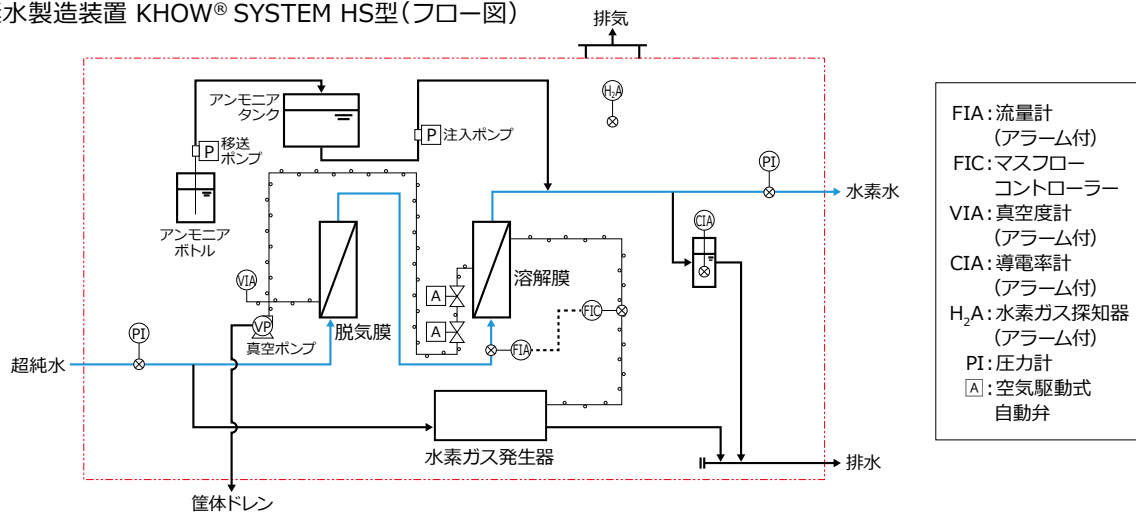 水製造装置 KHOW® SYSTEM HS型(フロー図)
排気
アンモニア
タンク
H₂A
P
注入ポンプ
P
移送
ポンプ
PI
水素水
アンモニア
ボトル
CIA
溶解膜
VIA
A
FIC
VP
真空ポンプ
脱気膜
A
FIA
PI
超純水
水素ガス発生器
排水
筐体ドレン
FIA:流量計
(アラーム付)
FIC:マスフロー
コントローラー
VIA:真空度計
(アラーム付)
CIA:導電率計
(アラーム付)
H₂A:水素ガス探知器
(アラーム付)
PI:圧力計
A:空気駆動式
自動弁